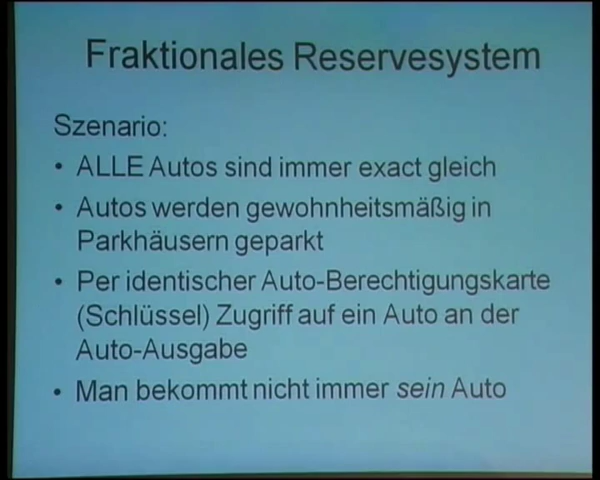 Fraktionales Reservesystem
Szenario:
• ALLE Autos sind immer exact gleich
• Autos werden gewohnheitsmäßig in
Parkhäusern geparkt
• Per identischer Auto-Berechtigungskarte
(Schlüssel) Zugriff auf ein Auto an der
Auto-Ausgabe
• Man bekommt nicht immer sein Auto